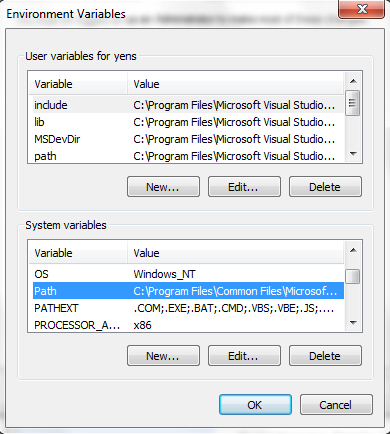 Environment Variables
User variables for yens
Variable Value
include C:\Program Files\Microsoft Visual Studio...
lib C:\Program Files\Microsoft Visual Studio...
MSDevDir C:\Program Files\Microsoft Visual Studio...
path C:\Program Files\Microsoft Visual Studio...
New... Edit... Delete
System variables
Variable Value
OS Windows_NT
Path C:\Program Files\Common Files\Microsof...
PATHEXT .COM;.EXE;.BAT;.CMD;.VBS;.VBE;.JS;....
PROCESSOR_A... x86
New... Edit... Delete
OK Cancel